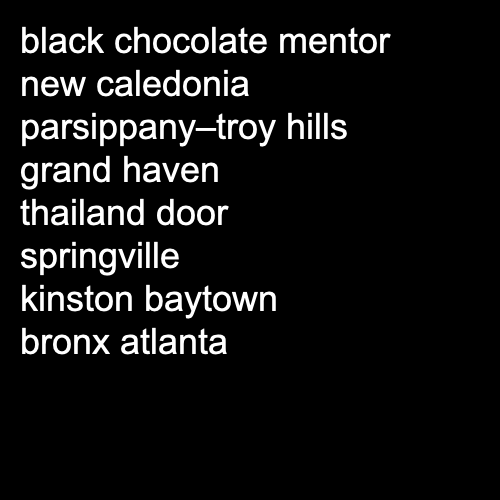 black chocolate mentor
new caledonia
parsippany–troy hills
grand haven
thailand door
springville
kinston baytown
bronx atlanta